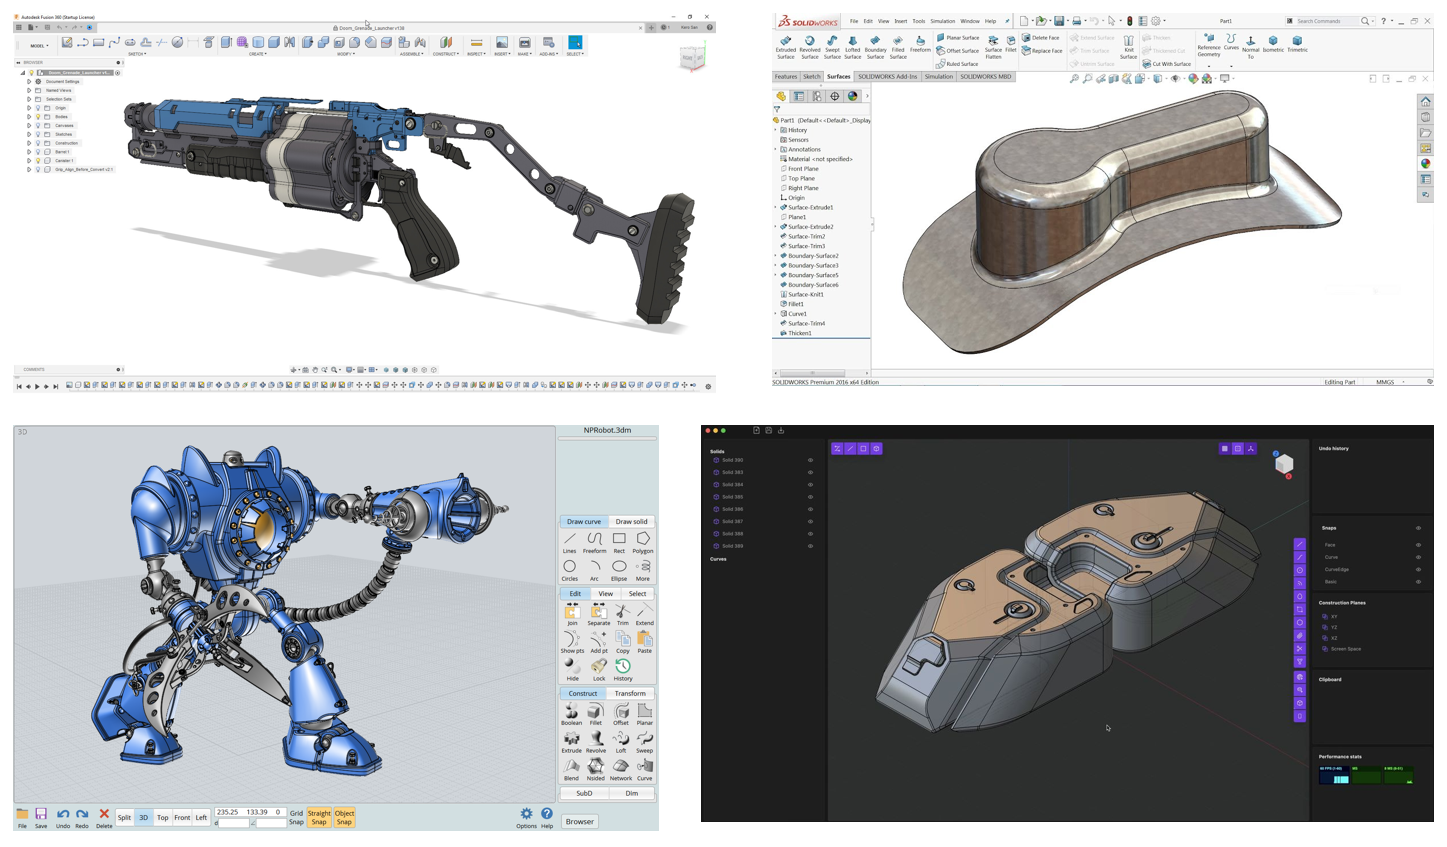 Autodesk Fusion 360 (Startup License)
Doom_Grenade_Launcher v19#
MODEL
SKETCH
CREATE
MODIFY
ASSEMBLE
CONSTRUCT
INSPECT
INSERT
MAKE
ADD-INS
SELECT
BROWSER
Doom_Grenade_Launcher v1...
Document Settings
Named Views
Selection Sets
Origin
Bodies
Canvases
Sketches
Construction
Barrel:1
Canister:1
Grip_Align_Before_Convert v2:1
COMMENTS
SOLIDWORKS
File Edit View Insert Tools Simulation Window Help
Part1
Search Commands
Extruded Surface
Revolved Surface
Swept Surface
Lofted Surface
Boundary Surface
Filled Surface
Freeform
Planar Surface
Offset Surface
Ruled Surface
Surface Flatten
Fillet
Delete Face
Replace Face
Extend Surface
Trim Surface
Untrim Surface
Knit Surface
Thicken
Thickened Cut
Cut With Surface
Reference Geometry
Curves
Normal To
Isometric
Trimetric
Features Sketch Surfaces SOLIDWORKS Add-Ins Simulation SOLIDWORKS MBD
Part1 (Default<<Default>_Display
History
Sensors
Annotations
Material <not specified>
Front Plane
Top Plane
Right Plane
Origin
Surface-Extrude1
Plane1
Surface-Extrude2
Surface-Trim2
Surface-Trim3
Boundary-Surface2
Boundary-Surface3
Boundary-Surface5
Boundary-Surface6
Surface-Knit1
Fillet1
Curve1
Surface-Trim4
Thicken1
SOLIDWORKS Premium 2016 x64 Edition
Editing Part
MMGS
3D
NPRobot.3dm
Draw curve Draw solid
Lines Freeform Rect Polygon
Circles Arc Ellipse More
Edit View Select
Join Separate Trim Extend
Show pts Add pt Copy Paste
Hide Lock History
Construct Transform
Boolean Fillet Offset Planar
Extrude Revolve Loft Sweep
Blend Nsided Network Curve
SubD Dim
File Save Undo Redo Delete
Split 3D Top Front Left
235.25 133.39 0
d
Grid Snap
Straight Snap
Object Snap
Options Help
Browser
Solids
Solid 380
Solid 383
Solid 384
Solid 385
Solid 386
Solid 387
Solid 388
Solid 389
Curves
Undo history
Snaps
Face
Curve
CurveEdge
Basic
Construction Planes
XY
YZ
XZ
Screen Space
Clipboard
Performance stats